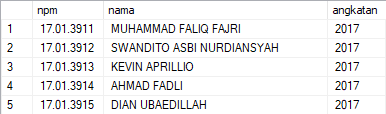 npm nama angkatan
1 17.01.3911 MUHAMMAD FALIQ FAJRI 2017
2 17.01.3912 SWANDITO ASBI NURDIANSYAH 2017
3 17.01.3913 KEVIN APRILLIO 2017
4 17.01.3914 AHMAD FADLI 2017
5 17.01.3915 DIAN UBAEDILLAH 2017